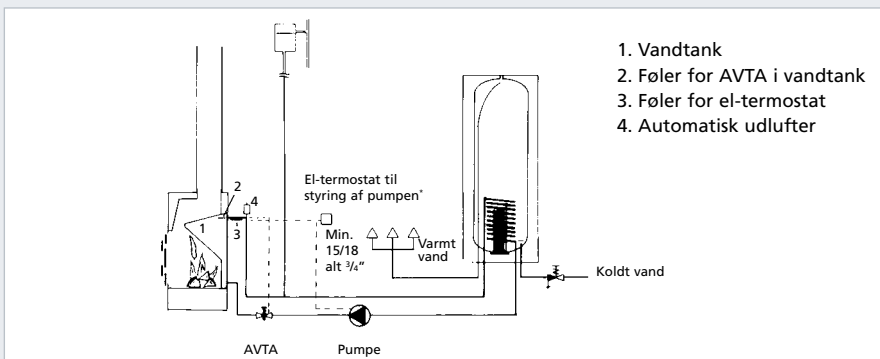 1. Vandtank
2. Føler for AVTA i vandtank
3. Føler for el-termostat
4. Automatisk udlufter
2
4
1
3
El-termostat til
styring af pumpen*
Min.
15/18
alt 3/4"
Varmt
vand
Koldt vand
AVTA
Pumpe